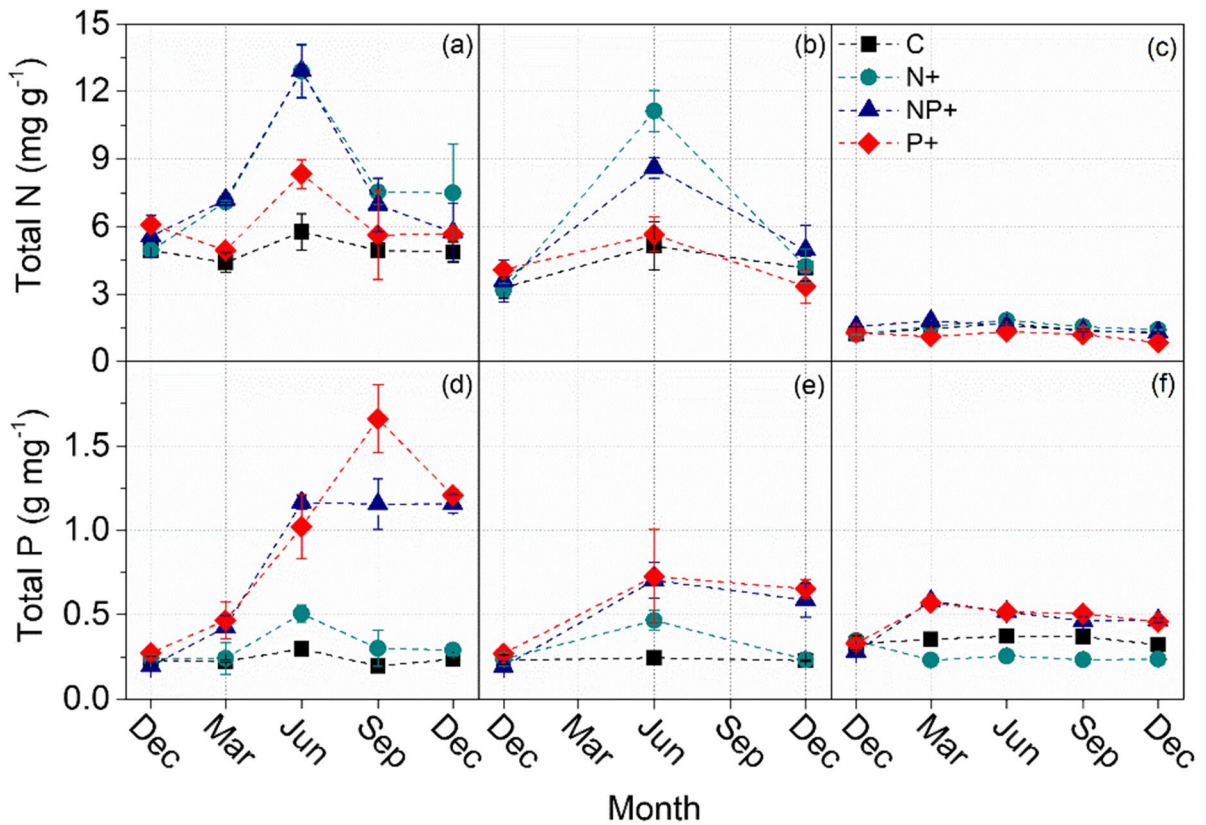 Total N (mg g-1)
15
12
9
6
3
0
(a)
(b)
(c)
C
N+
NP+
P+
Total P (g mg-1)
1.5
1.0
0.5
0.0
(d)
(e)
(f)
Dec Mar Jun Sep Dec
Dec Mar Jun Sep Dec
Dec Mar Jun Sep Dec
Month